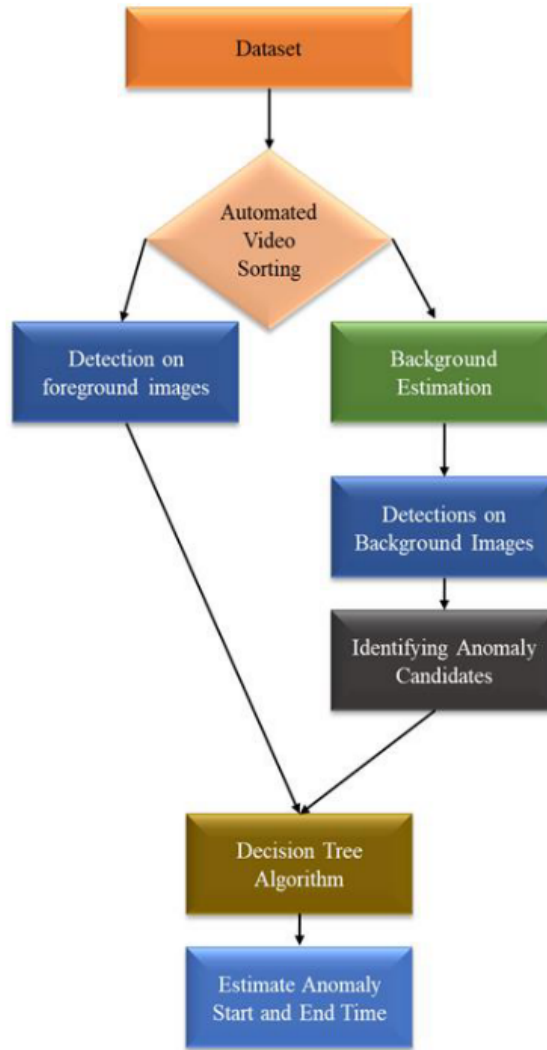 Dataset
Automated
Video
Sorting
Detection on
foreground images
Background
Estimation
Detections on
Background Images
Identifying Anomaly
Candidates
Decision Tree
Algorithm
Estimate Anomaly
Start and End Time